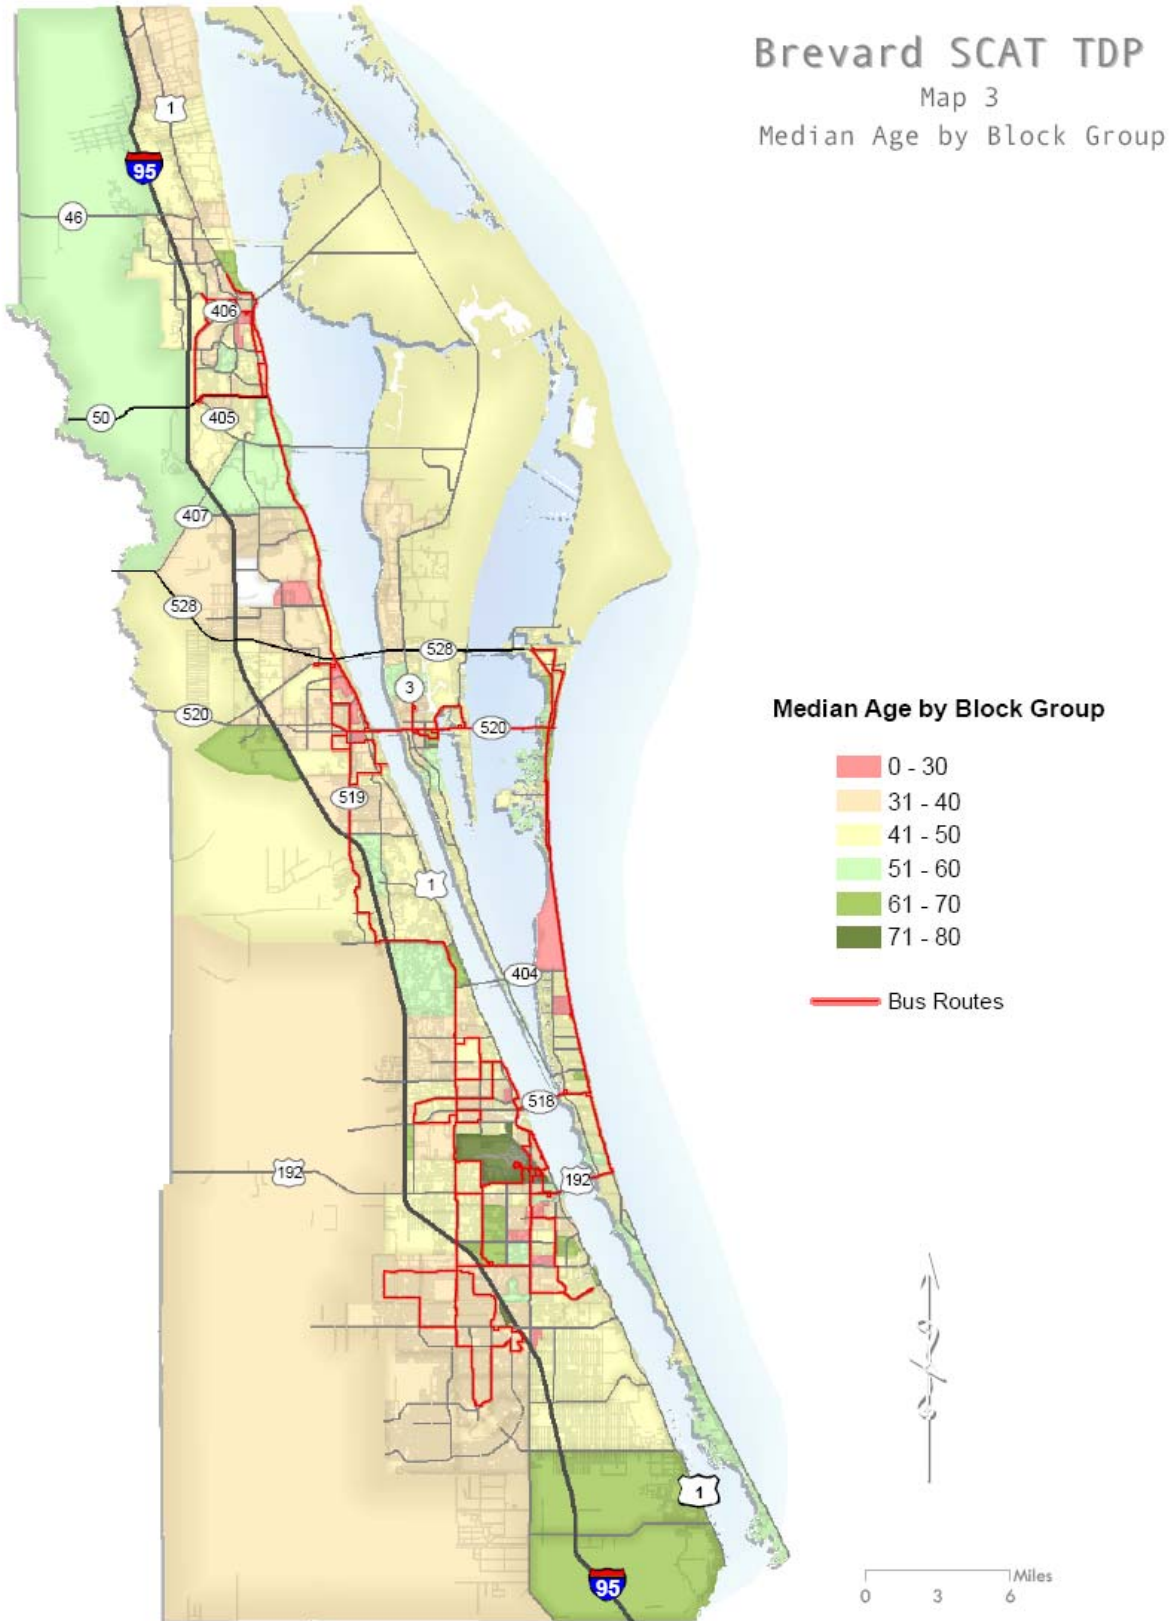 Brevard SCAT TDP
Map 3
Median Age by Block Group
1
95
46
406
50
405
407
528
528
3
520
520
519
1
404
518
192
192
1
95
Median Age by Block Group
0 - 30
31 - 40
41 - 50
51 - 60
61 - 70
71 - 80
Bus Routes
Miles
0 3 6